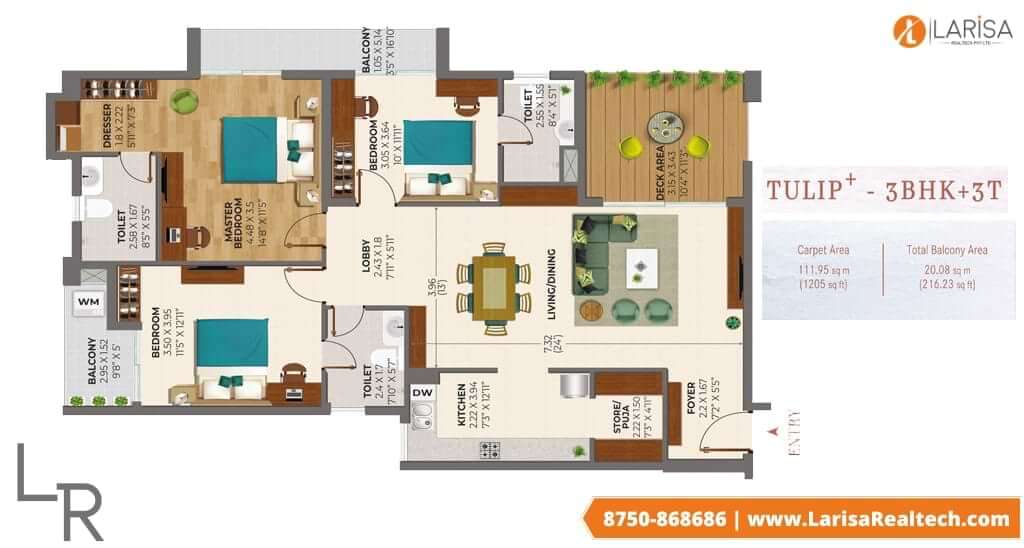 LARISA
REALTECH PVT LTD
BALCONY
1.05 X 5.14
3'5" X 16'10"
DRESSER
1.8 X 2.22
5'11" X 7'3"
BEDROOM
3.05 X 3.64
10' X 11'11"
TOILET
2.55 X 1.55
8'4" X 5'1"
DECK AREA
3.15 X 3.43
10'4" X 11'3"
TULIP+ - 3BHK+3T
Carpet Area
111.95 sq m
(1205 sq ft)
Total Balcony Area
20.08 sq m
(216.23 sq ft)
TOILET
2.58 X 1.67
8'5" X 5'5"
MASTER
BEDROOM
4.48 X 3.5
14'8" X 11'5"
LOBBY
2.43 X 1.8
7'11" X 5'11"
3.96
(13')
LIVING/DINING
7.32
(24')
WM
BEDROOM
3.50 X 3.95
11'5" X 12'11"
BALCONY
2.95 X 1.52
9'8" X 5'
TOILET
2.4 X 1.7
7'10" X 5'7"
DW
KITCHEN
2.22 X 3.94
7'3" X 12'11"
STORE/
PUJA
2.22 X 1.50
7'3" X 4'11"
FOYER
2.2 X 1.67
7'2" X 5'5"
ENTRY
LR
8750-868686 | www.LarisaRealtech.com